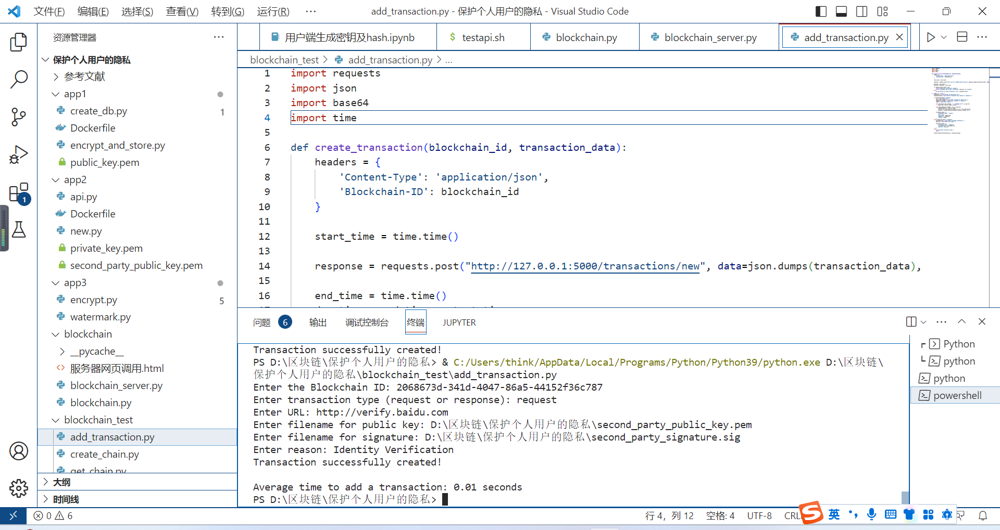 文件(F) 编辑(E) 选择(S) 查看(V) 转到(G) 运行(R) ··· add_transaction.py - 保护个人用户的隐私 - Visual Studio Code
资源管理器 ···
保护个人用户的隐私
参考文献
app1
create_db.py 1
Dockerfile
encrypt_and_store.py
public_key.pem
app2
api.py
Dockerfile
new.py
private_key.pem
second_party_public_key.pem
app3
encrypt.py 5
watermark.py
blockchain
__pycache__
服务器网页调用.html
blockchain_server.py
blockchain.py
blockchain_test
add_transaction.py
create_chain.py
get_chain.py
大纲
时间线
1
用户端生成密钥及hash.ipynb $ testapi.sh blockchain.py blockchain_server.py add_transaction.py
blockchain_test > add_transaction.py > ...
1 import requests
2 import json
3 import base64
4 import time
5
6 def create_transaction(blockchain_id, transaction_data):
7 headers = {
8 'Content-Type': 'application/json',
9 'Blockchain-ID': blockchain_id
10 }
11
12 start_time = time.time()
13
14 response = requests.post("http://127.0.0.1:5000/transactions/new", data=json.dumps(transaction_data),
15
16 end_time = time.time()
问题 6 输出 调试控制台 终端 JUPYTER
Transaction successfully created!
PS D:\区块链\保护个人用户的隐私> & C:/Users/think/AppData/Local/Programs/Python/Python39/python.exe D:\区块链\
保护个人用户的隐私\blockchain_test\add_transaction.py
Enter the Blockchain ID: 2068673d-341d-4047-86a5-44152f36c787
Enter transaction type (request or response): request
Enter URL: http://verify.baidu.com
Enter filename for public key: D:\区块链\保护个人用户的隐私\second_party_public_key.pem
Enter filename for signature: D:\区块链\保护个人用户的隐私\second_party_signature.sig
Enter reason: Identity Verification
Transaction successfully created!
Average time to add a transaction: 0.01 seconds
PS D:\区块链\保护个人用户的隐私>
Python
python
python
powershell
0 6 行 4，列 12 空格: 4 UTF-8 CRL
S 英